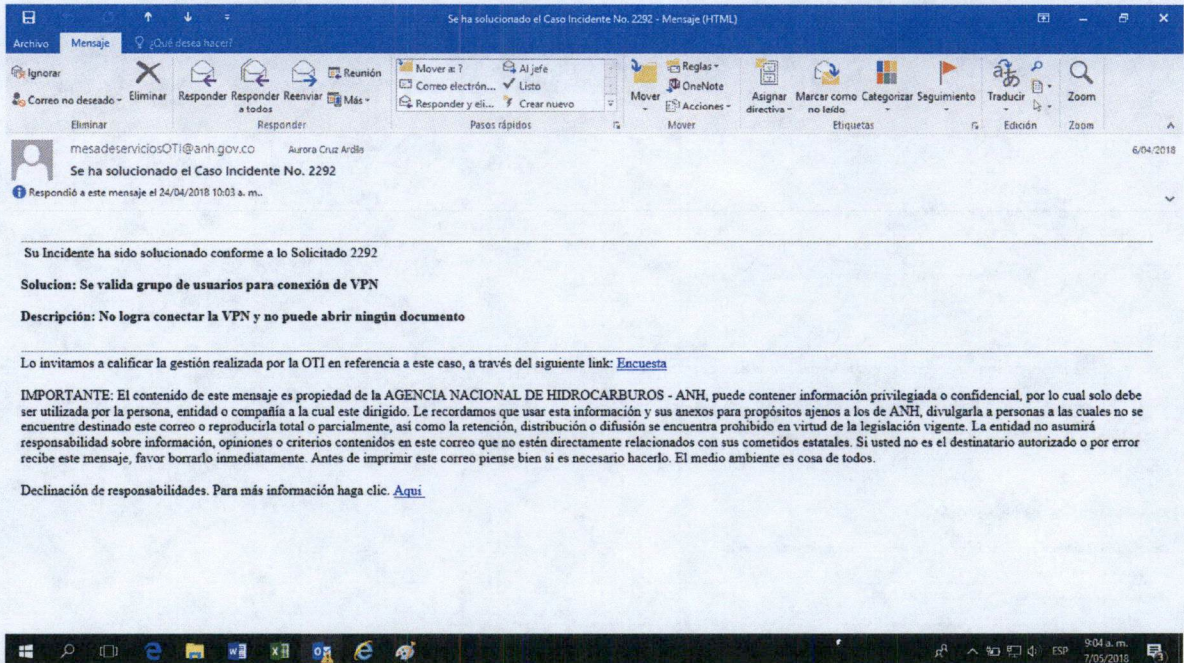 Se ha solucionado el Caso Incidente No. 2292 - Mensaje (HTML)
Archivo Mensaje ¿Qué desea hacer?
Ignorar
Correo no deseado
Eliminar
Responder
Responder a todos
Reenviar
Reunión
Más
Mover a: ?
Correo electrón...
Responder y eli...
Al jefe
Listo
Crear nuevo
Mover
Reglas
OneNote
Acciones
Asignar directiva
Marcar como no leído
Categorizar
Seguimiento
Traducir
Zoom
Eliminar Responder Pasos rápidos Mover Etiquetas Edición Zoom
mesadeserviciosOTI@anh.gov.co Aurora Cruz Ardila 6/04/2018
Se ha solucionado el Caso Incidente No. 2292
Respondió a este mensaje el 24/04/2018 10:03 a. m..
Su Incidente ha sido solucionado conforme a lo Solicitado 2292
Solucion: Se valida grupo de usuarios para conexión de VPN
Descripción: No logra conectar la VPN y no puede abrir ningún documento
Lo invitamos a calificar la gestión realizada por la OTI en referencia a este caso, a través del siguiente link: Encuesta
IMPORTANTE: El contenido de este mensaje es propiedad de la AGENCIA NACIONAL DE HIDROCARBUROS - ANH, puede contener información privilegiada o confidencial, por lo cual solo debe
ser utilizada por la persona, entidad o compañía a la cual este dirigido. Le recordamos que usar esta información y sus anexos para propósitos ajenos a los de ANH, divulgarla a personas a las cuales no se
encuentre destinado este correo o reproducirla total o parcialmente, así como la retención, distribución o difusión se encuentra prohibido en virtud de la legislación vigente. La entidad no asumirá
responsabilidad sobre información, opiniones o criterios contenidos en este correo que no estén directamente relacionados con sus cometidos estatales. Si usted no es el destinatario autorizado o por error
recibe este mensaje, favor borrarlo inmediatamente. Antes de imprimir este correo piense bien si es necesario hacerlo. El medio ambiente es cosa de todos.
Declinación de responsabilidades. Para más información haga clic. Aquí
ESP
9:04 a. m.
7/05/2018